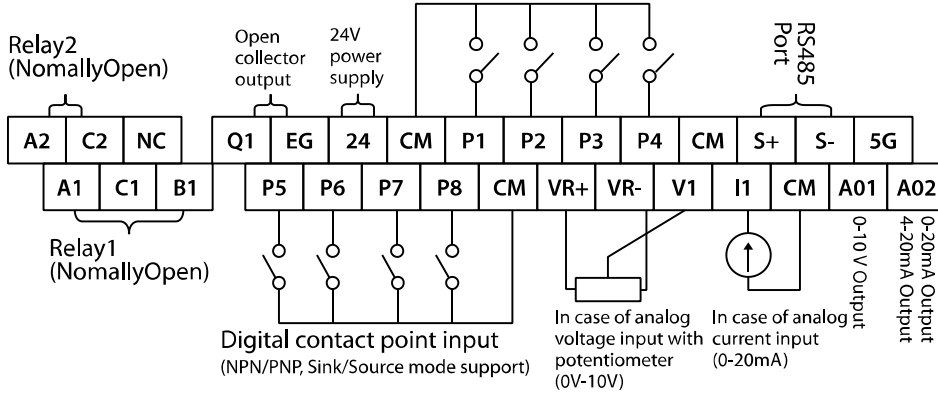 Relay2
(NomallyOpen)
Open
collector
output
24V
power
supply
RS485
Port
A2 C2 NC
Q1 EG 24 CM P1 P2 P3 P4 CM S+ S- 5G
A1 C1 B1
P5 P6 P7 P8 CM VR+ VR- V1 I1 CM A01 A02
Relay1
(NomallyOpen)
Digital contact point input
(NPN/PNP, Sink/Source mode support)
In case of analog
voltage input with
potentiometer
(0V-10V)
In case of analog
current input
(0-20mA)
0-10 V Output
0-20mA Output
4-20mA Output